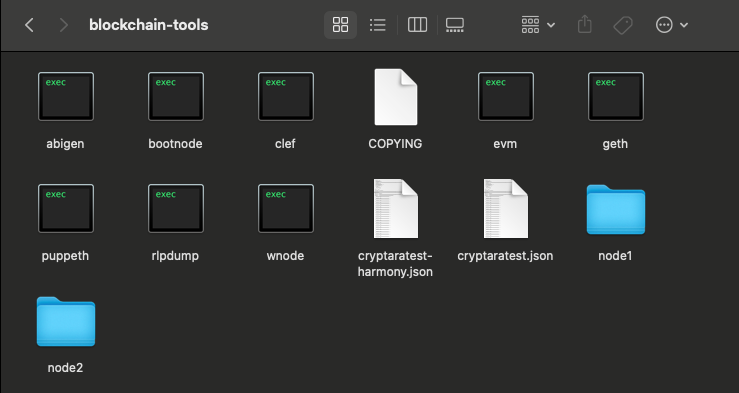 blockchain-tools
exec exec exec
abigen bootnode clef COPYING evm geth
exec exec
exec exec exec
puppeth rlpdump wnode cryptaratest-
harmony.json cryptaratest.json node1
node2